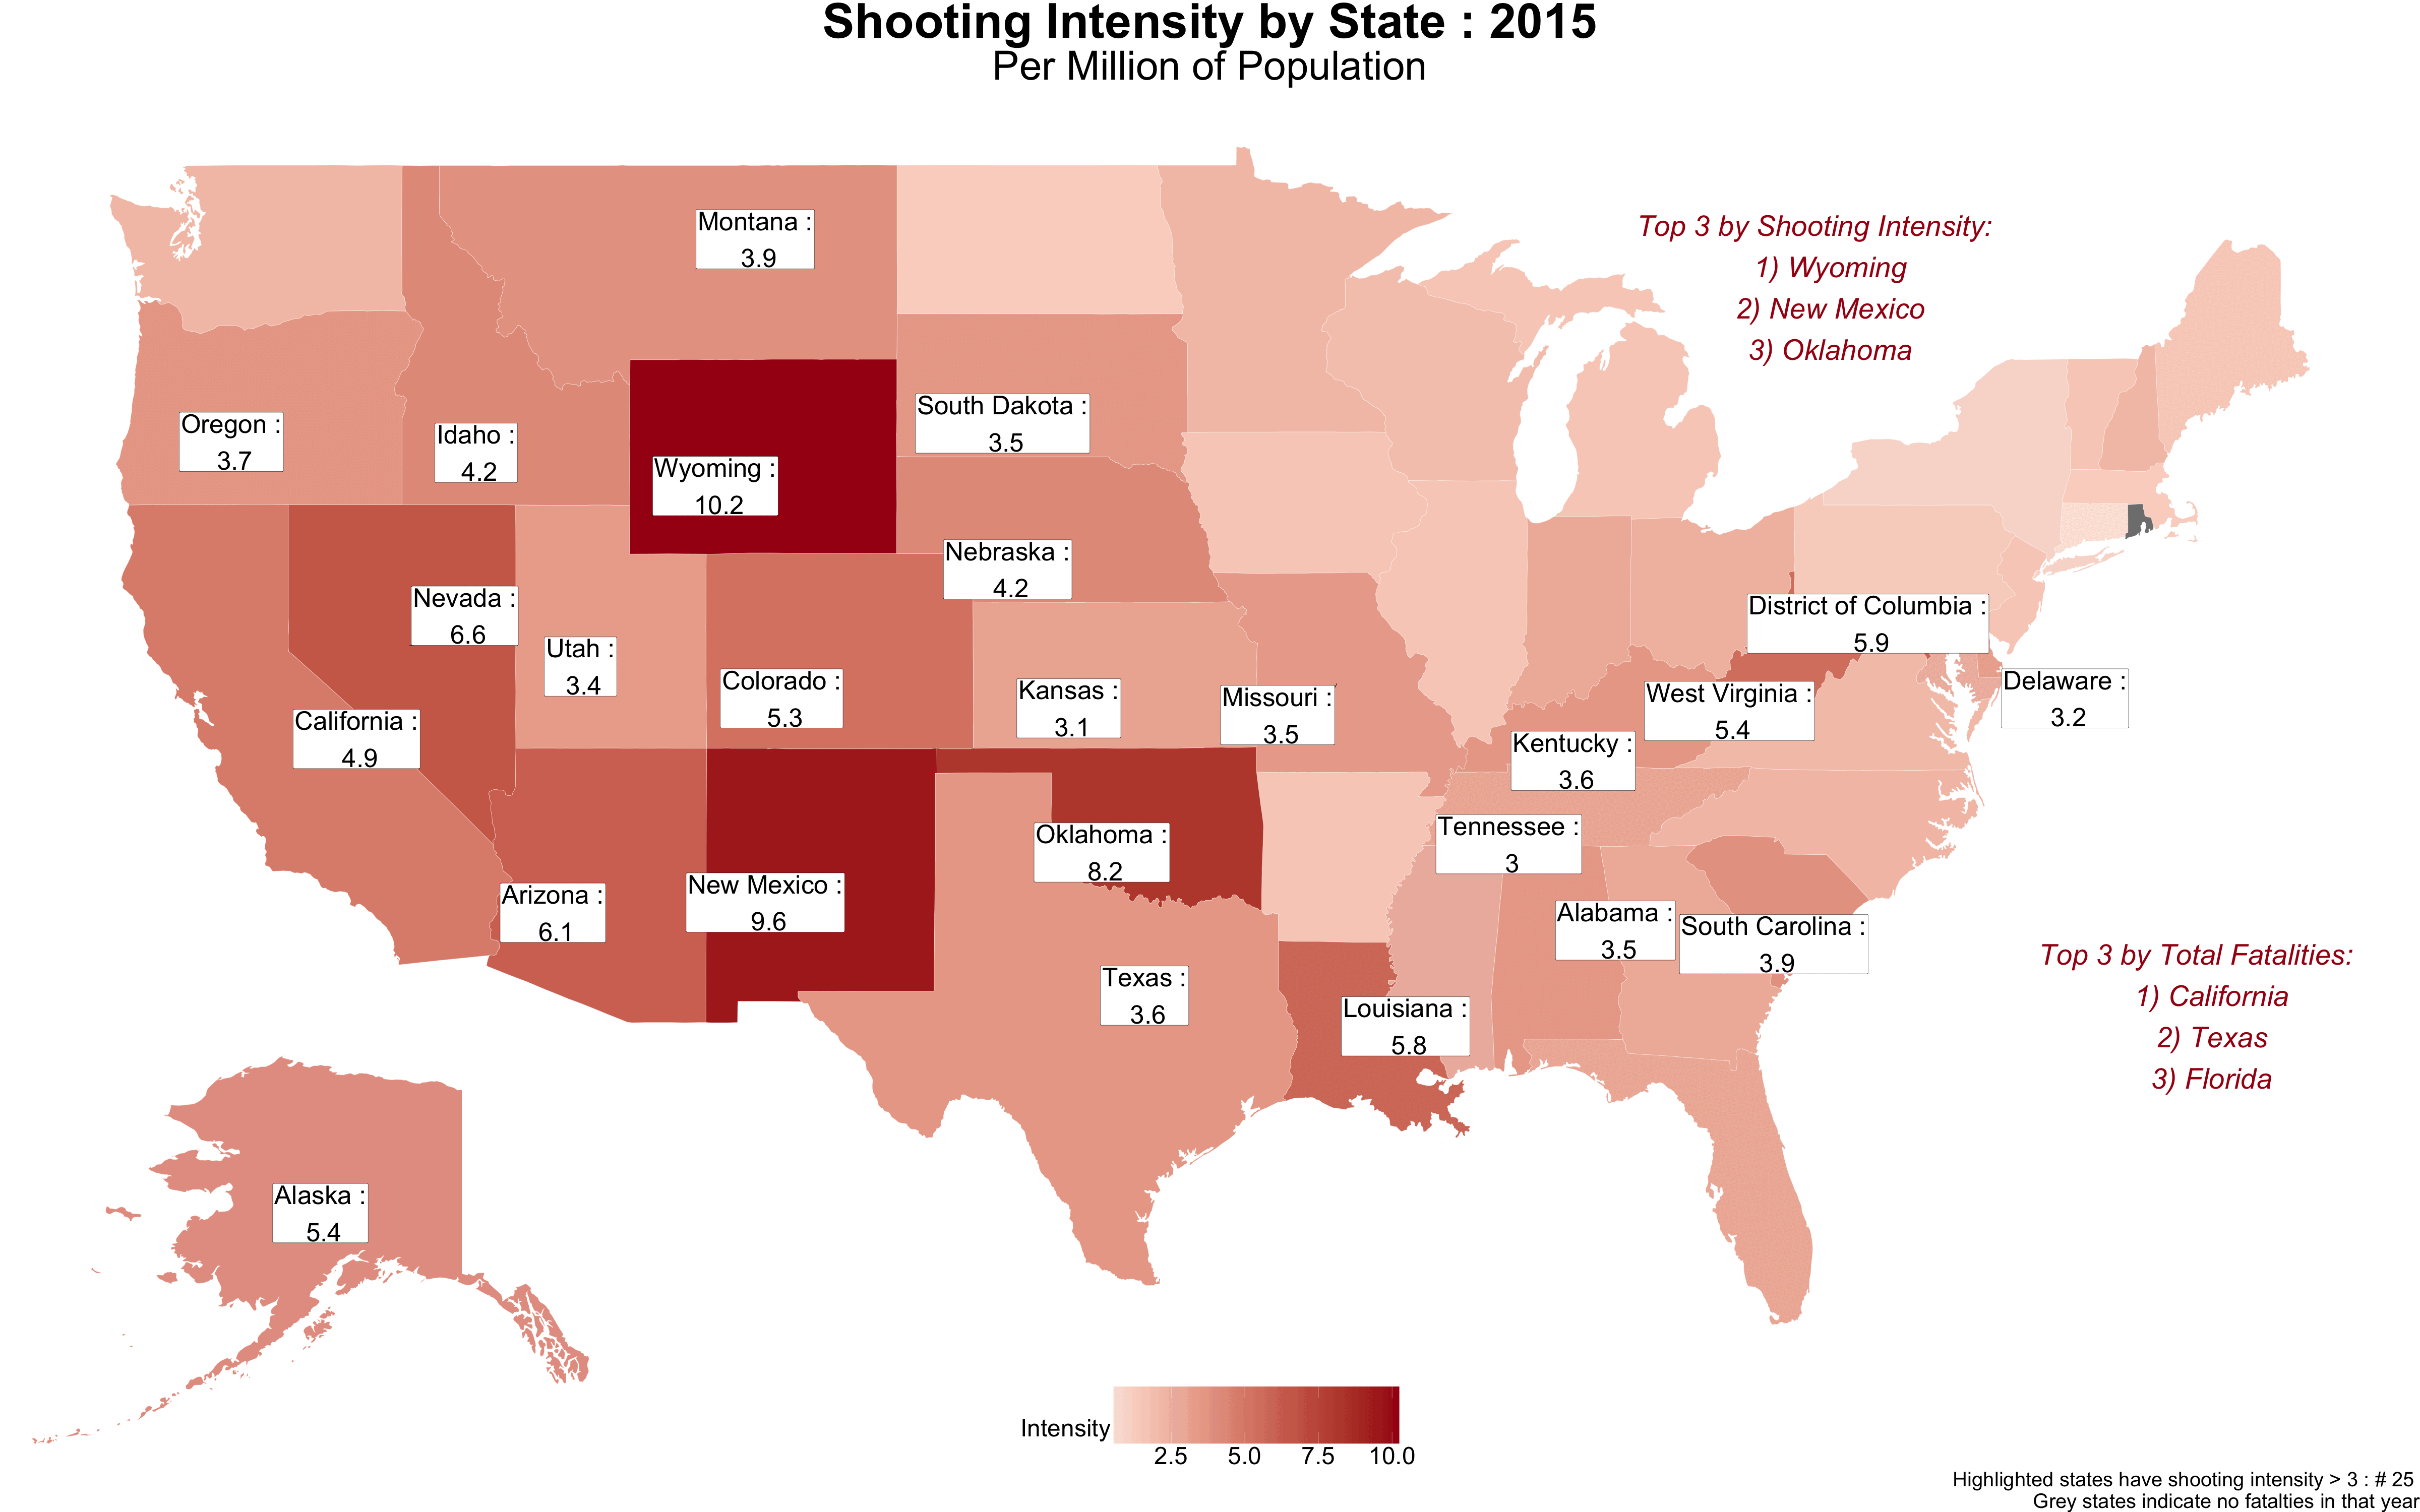 Shooting Intensity by State : 2015
Per Million of Population
Montana :
3.9
Top 3 by Shooting Intensity:
1) Wyoming
2) New Mexico
3) Oklahoma
Oregon :
3.7
Idaho :
4.2
Wyoming :
10.2
South Dakota :
3.5
Nebraska :
4.2
Nevada :
6.6
Utah :
3.4
Colorado :
5.3
Kansas :
3.1
Missouri :
3.5
District of Columbia :
5.9
West Virginia :
5.4
Delaware :
3.2
California :
4.9
Kentucky :
3.6
Oklahoma :
8.2
Tennessee :
3
Arizona :
6.1
New Mexico :
9.6
Alabama :
3.5
South Carolina :
3.9
Texas :
3.6
Louisiana :
5.8
Top 3 by Total Fatalities:
1) California
2) Texas
3) Florida
Alaska :
5.4
Intensity
2.5 5.0 7.5 10.0
Highlighted states have shooting intensity > 3 : # 25
Grey states indicate no fatalties in that year